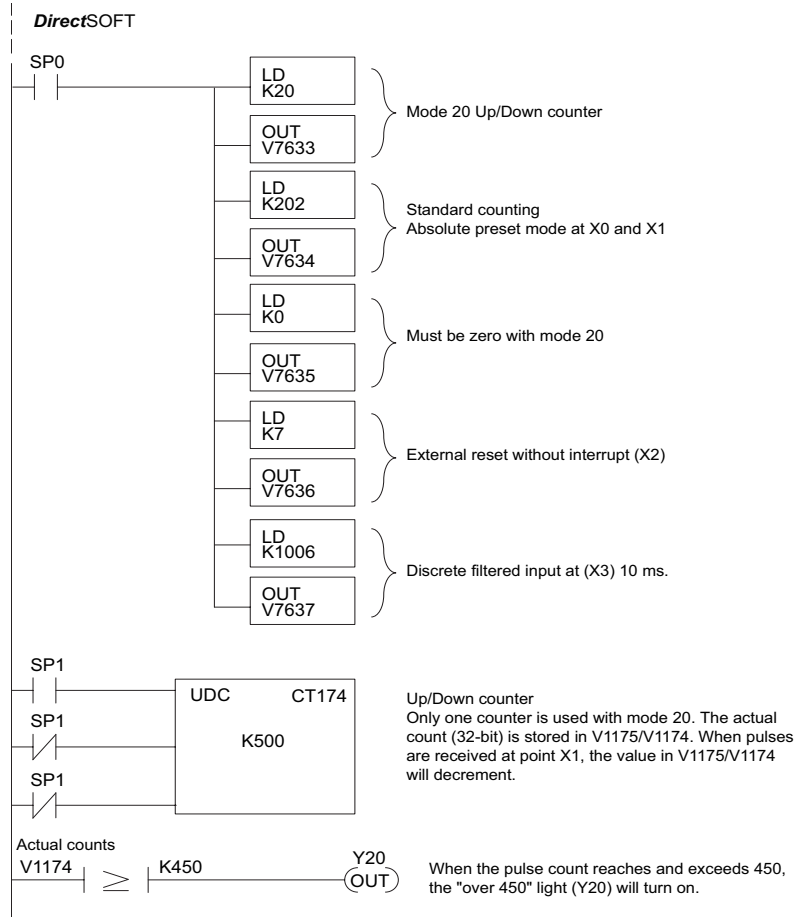 DirectSOFT
SP0
LD
K20
OUT
V7633
Mode 20 Up/Down counter
LD
K202
OUT
V7634
Standard counting
Absolute preset mode at X0 and X1
LD
K0
OUT
V7635
Must be zero with mode 20
LD
K7
OUT
V7636
External reset without interrupt (X2)
LD
K1006
OUT
V7637
Discrete filtered input at (X3) 10 ms.
SP1
SP1
SP1
UDC CT174
K500
Up/Down counter
Only one counter is used with mode 20. The actual
count (32-bit) is stored in V1175/V1174. When pulses
are received at point X1, the value in V1175/V1174
will decrement.
Actual counts
V1174 ≥ K450
Y20
OUT
When the pulse count reaches and exceeds 450,
the "over 450" light (Y20) will turn on.